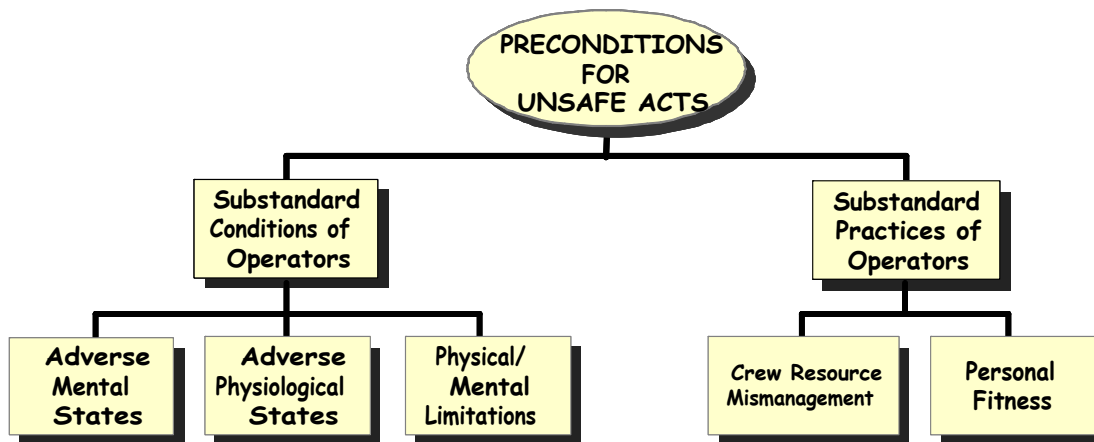 PRECONDITIONS
FOR
UNSAFE ACTS
Substandard
Conditions of
Operators
Substandard
Practices of
Operators
Adverse
Mental
States
Adverse
Physiological
States
Physical/
Mental
Limitations
Crew Resource
Mismanagement
Personal
Fitness